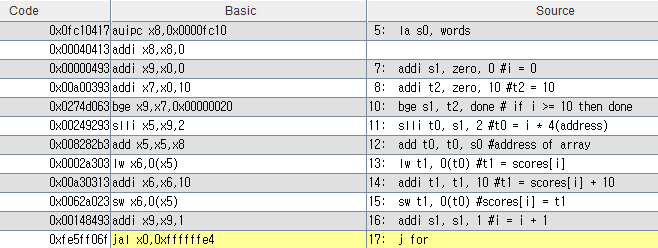 Code Basic Source
0x0fc10417 auipc x8,0x0000fc10 5: la s0, words
0x00040413 addi x8,x8,0
0x00000493 addi x9,x0,0 7: addi s1, zero, 0 #i = 0
0x00a00393 addi x7,x0,10 8: addi t2, zero, 10 #t2 = 10
0x0274d063 bge x9,x7,0x00000020 10: bge s1, t2, done # if i >= 10 then done
0x00249293 slli x5,x9,2 11: slli t0, s1, 2 #t0 = i * 4(address)
0x008282b3 add x5,x5,x8 12: add t0, t0, s0 #address of array
0x0002a303 lw x6,0(x5) 13: lw t1, 0(t0) #t1 = scores[i]
0x00a30313 addi x6,x6,10 14: addi t1, t1, 10 #t1 = scores[i] + 10
0x0062a023 sw x6,0(x5) 15: sw t1, 0(t0) #scores[i] = t1
0x00148493 addi x9,x9,1 16: addi s1, s1, 1 #i = i + 1
0xfe5ff06f jal x0,0xffffffe4 17: j for